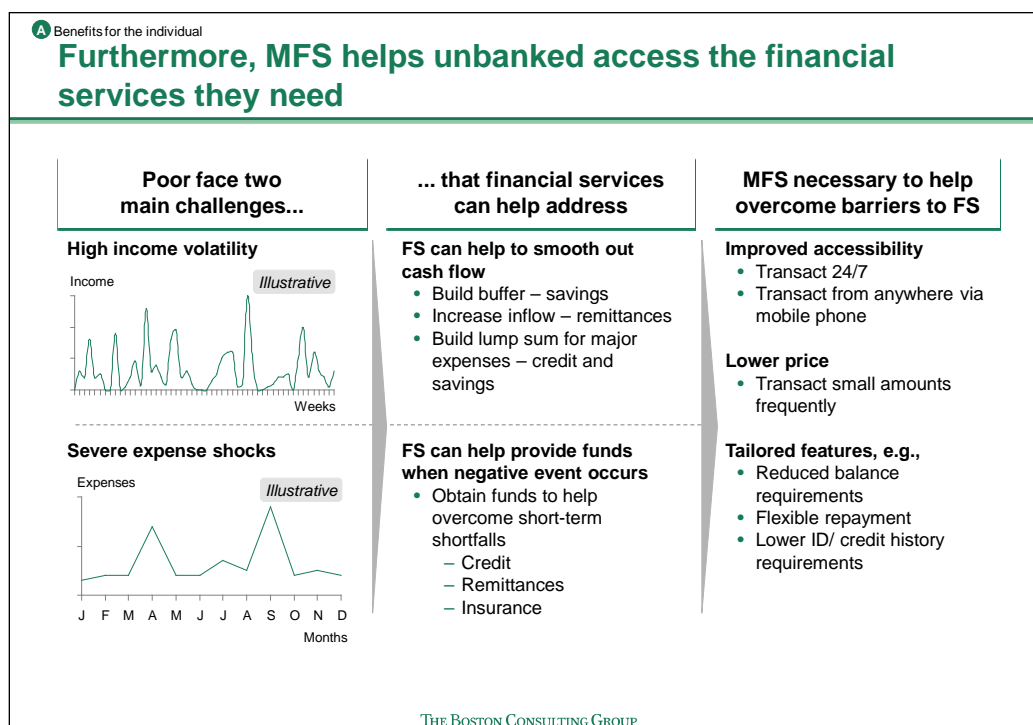 A Benefits for the individual
Furthermore, MFS helps unbanked access the financial
services they need
Poor face two
main challenges...
High income volatility
Income
Illustrative
Weeks
Severe expense shocks
Expenses
Illustrative
J F M A M J J A S O N D
Months
... that financial services
can help address
FS can help to smooth out
cash flow
• Build buffer – savings
• Increase inflow – remittances
• Build lump sum for major
expenses – credit and
savings
FS can help provide funds
when negative event occurs
• Obtain funds to help
overcome short-term
shortfalls
– Credit
– Remittances
– Insurance
MFS necessary to help
overcome barriers to FS
Improved accessibility
• Transact 24/7
• Transact from anywhere via
mobile phone
Lower price
• Transact small amounts
frequently
Tailored features, e.g.,
• Reduced balance
requirements
• Flexible repayment
• Lower ID/ credit history
requirements
THE BOSTON CONSULTING GROUP